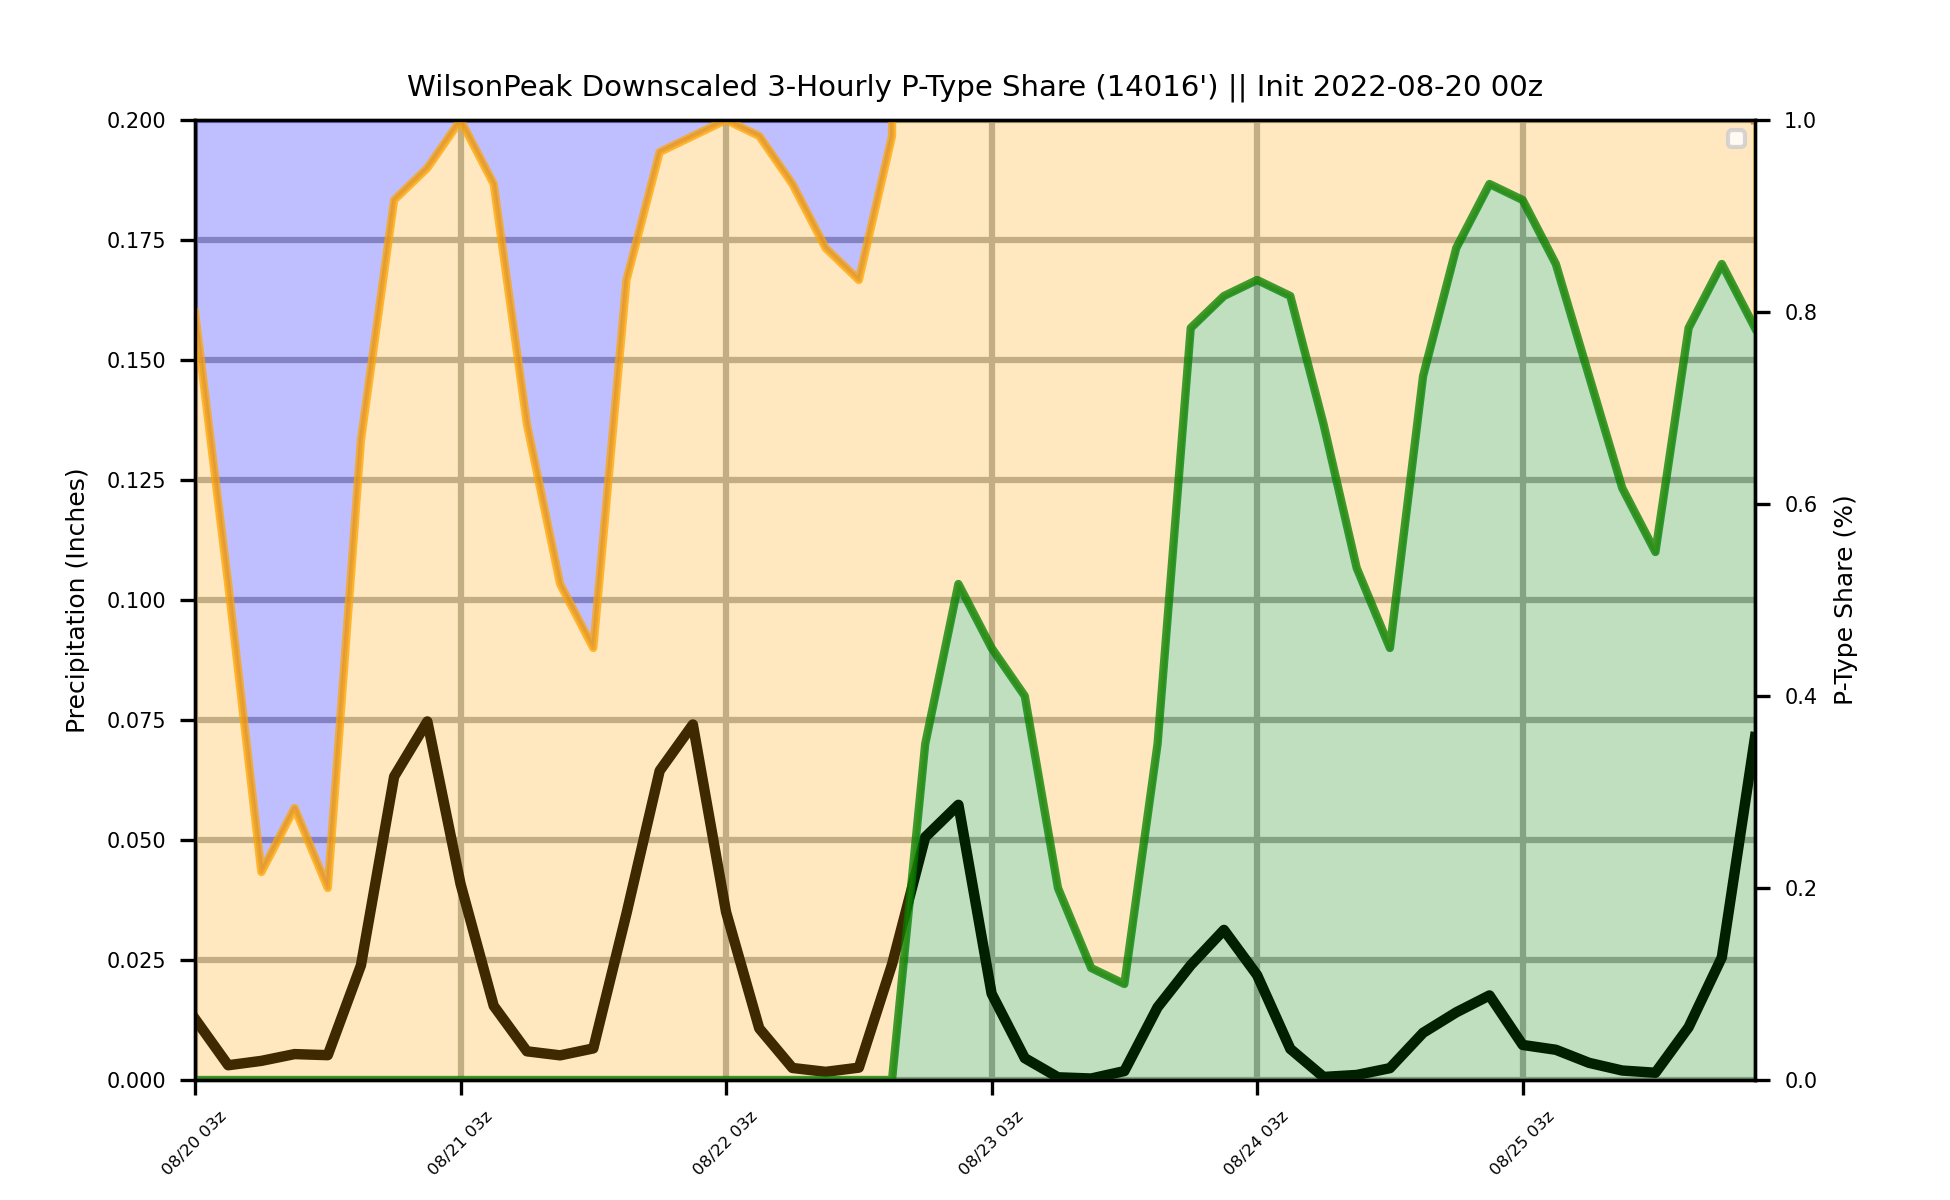 WilsonPeak Downscaled 3-Hourly P-Type Share (14016') || Init 2022-08-20 00z
Precipitation (Inches)
0.200
0.175
0.150
0.125
0.100
0.075
0.050
0.025
0.000
1.0
0.8
0.6
0.4
0.2
0.0
P-Type Share (%)
08/20 03z
08/21 03z
08/22 03z
08/23 03z
08/24 03z
08/25 03z